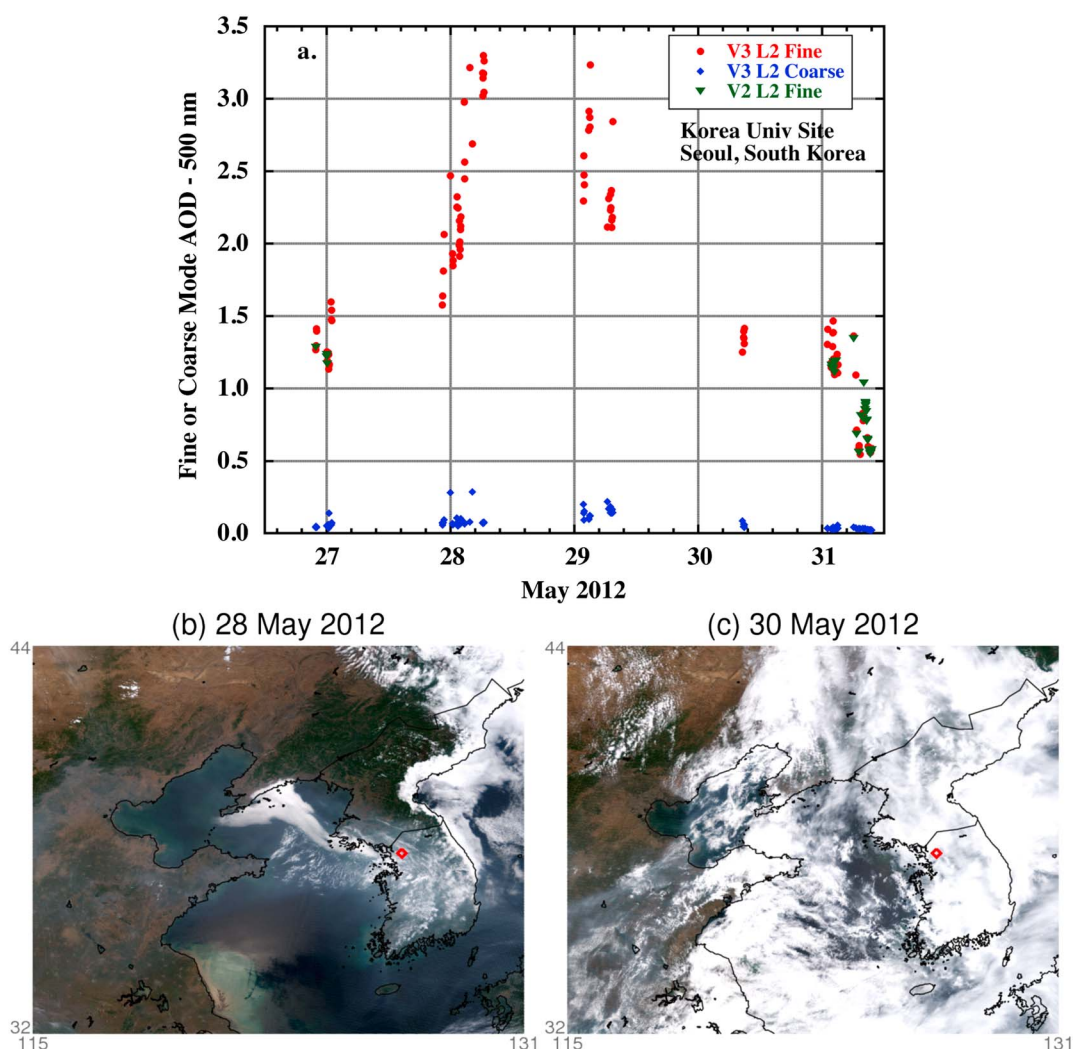 3.5
3.0
2.5
2.0
1.5
1.0
0.5
0.0
Fine or Coarse Mode AOD - 500 nm
a.
V3 L2 Fine
V3 L2 Coarse
V2 L2 Fine
Korea Univ Site
Seoul, South Korea
27 28 29 30 31
May 2012
(b) 28 May 2012
44
32
115 131
(c) 30 May 2012
44
32
115 131